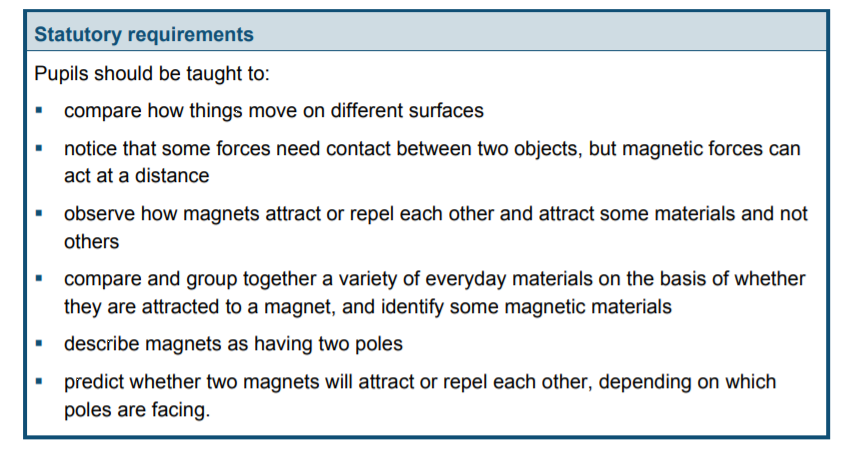 Statutory requirements
Pupils should be taught to:
▪ compare how things move on different surfaces
▪ notice that some forces need contact between two objects, but magnetic forces can
act at a distance
▪ observe how magnets attract or repel each other and attract some materials and not
others
▪ compare and group together a variety of everyday materials on the basis of whether
they are attracted to a magnet, and identify some magnetic materials
▪ describe magnets as having two poles
▪ predict whether two magnets will attract or repel each other, depending on which
poles are facing.